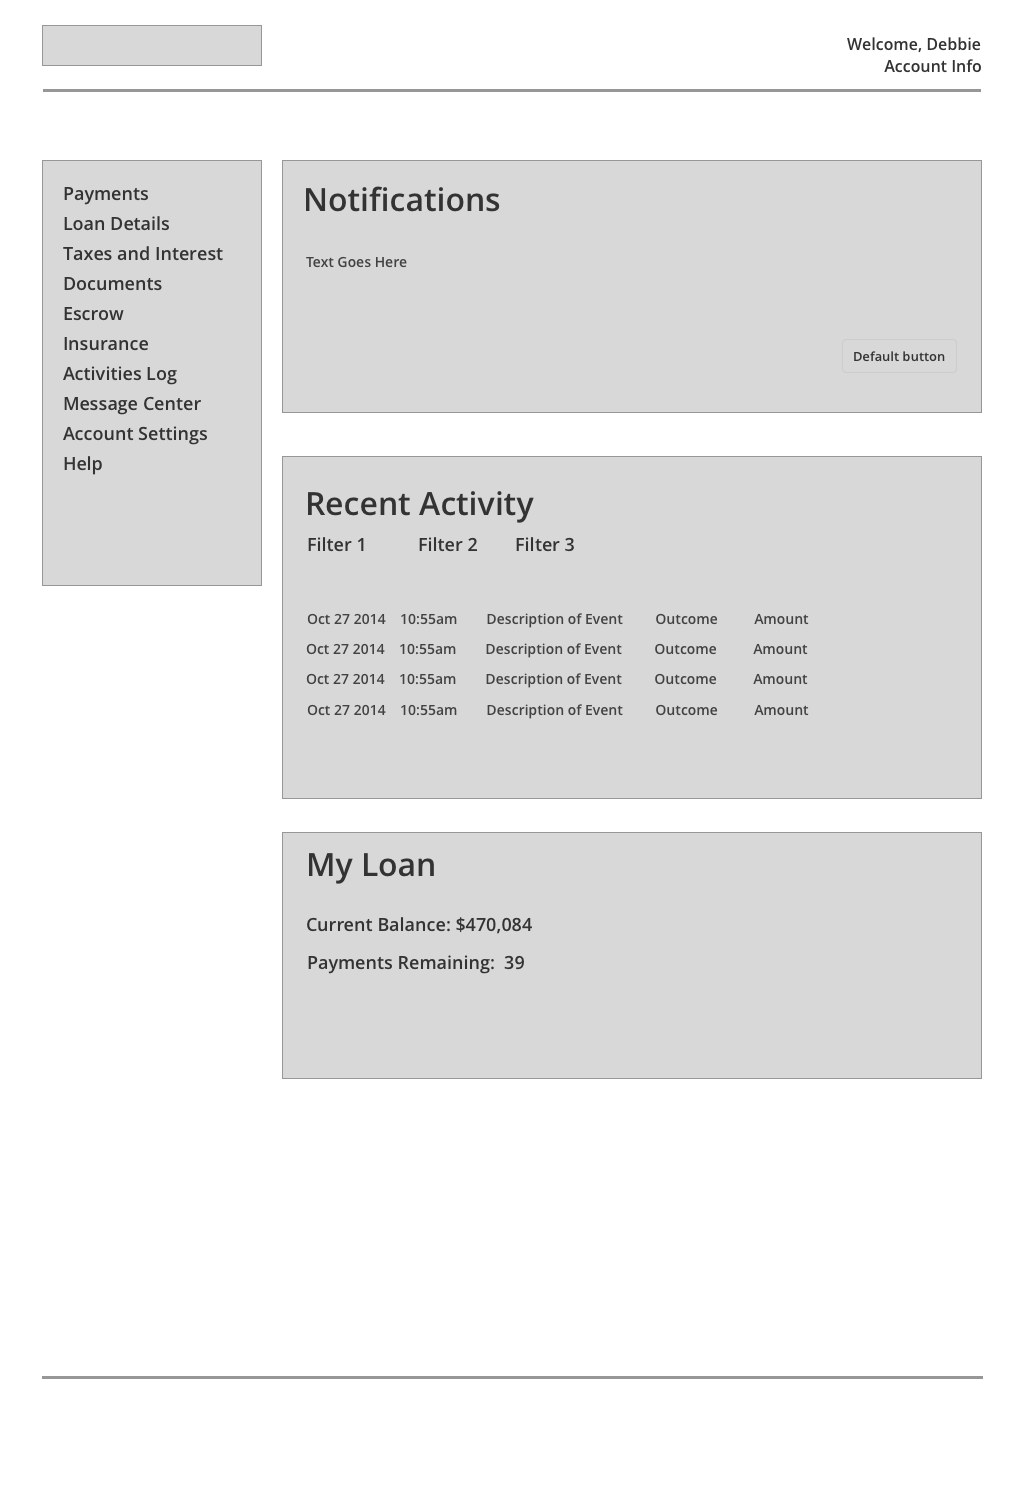 Welcome, Debbie
Account Info
Payments
Loan Details
Taxes and Interest
Documents
Escrow
Insurance
Activities Log
Message Center
Account Settings
Help
Notifications
Text Goes Here
Default button
Recent Activity
Filter 1 Filter 2 Filter 3
Oct 27 2014 10:55am Description of Event Outcome Amount
Oct 27 2014 10:55am Description of Event Outcome Amount
Oct 27 2014 10:55am Description of Event Outcome Amount
Oct 27 2014 10:55am Description of Event Outcome Amount
My Loan
Current Balance: $470,084
Payments Remaining: 39